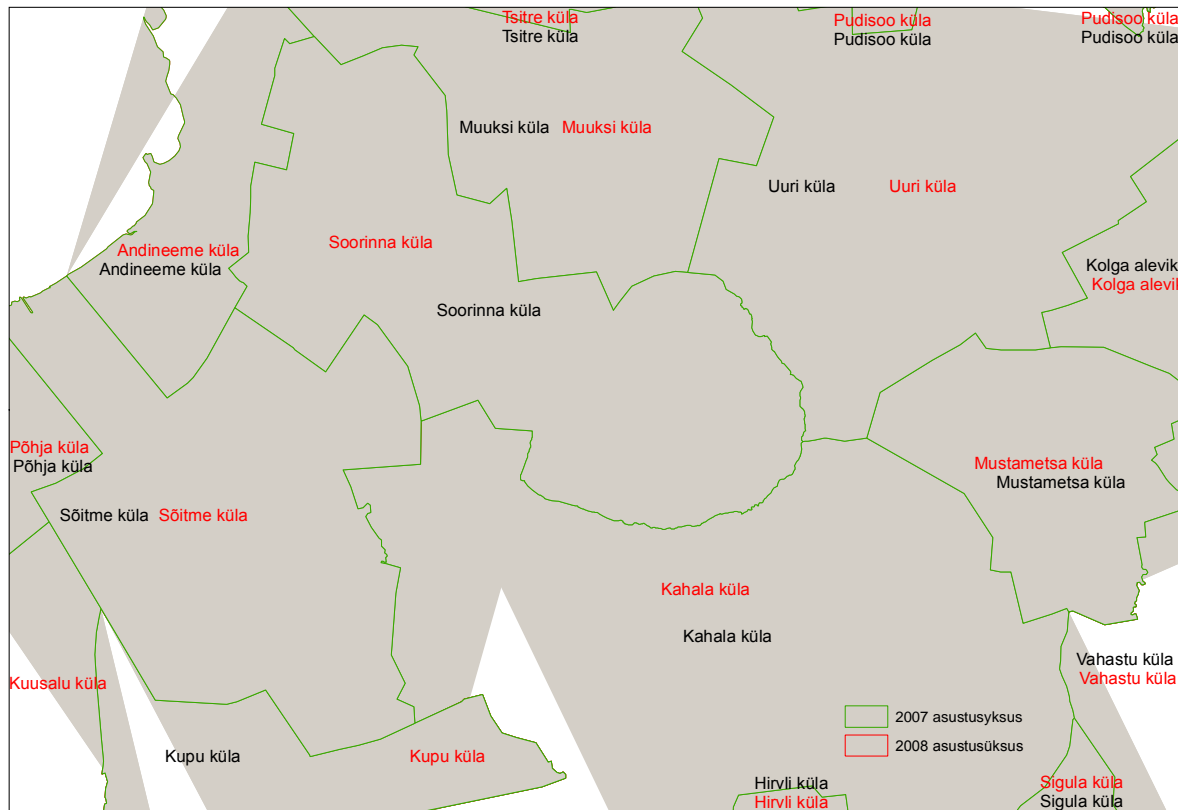 Tsitre küla
Tsitre küla
Pudisoo küla
Pudisoo küla
Pudisoo küla
Pudisoo küla
Muuksi küla Muuksi küla
Uuri küla Uuri küla
Andineeme küla
Andineeme küla
Soorinna küla
Soorinna küla
Kolga alevik
Kolga alevik
Põhja küla
Põhja küla
Mustametsa küla
Mustametsa küla
Sõitme küla Sõitme küla
Kahala küla
Kahala küla
Vahastu küla
Vahastu küla
Kuusalu küla
Kupu küla Kupu küla
2007 asustusyksus
2008 asustusüksus
Hirvli küla
Hirvli küla
Sigula küla
Sigula küla